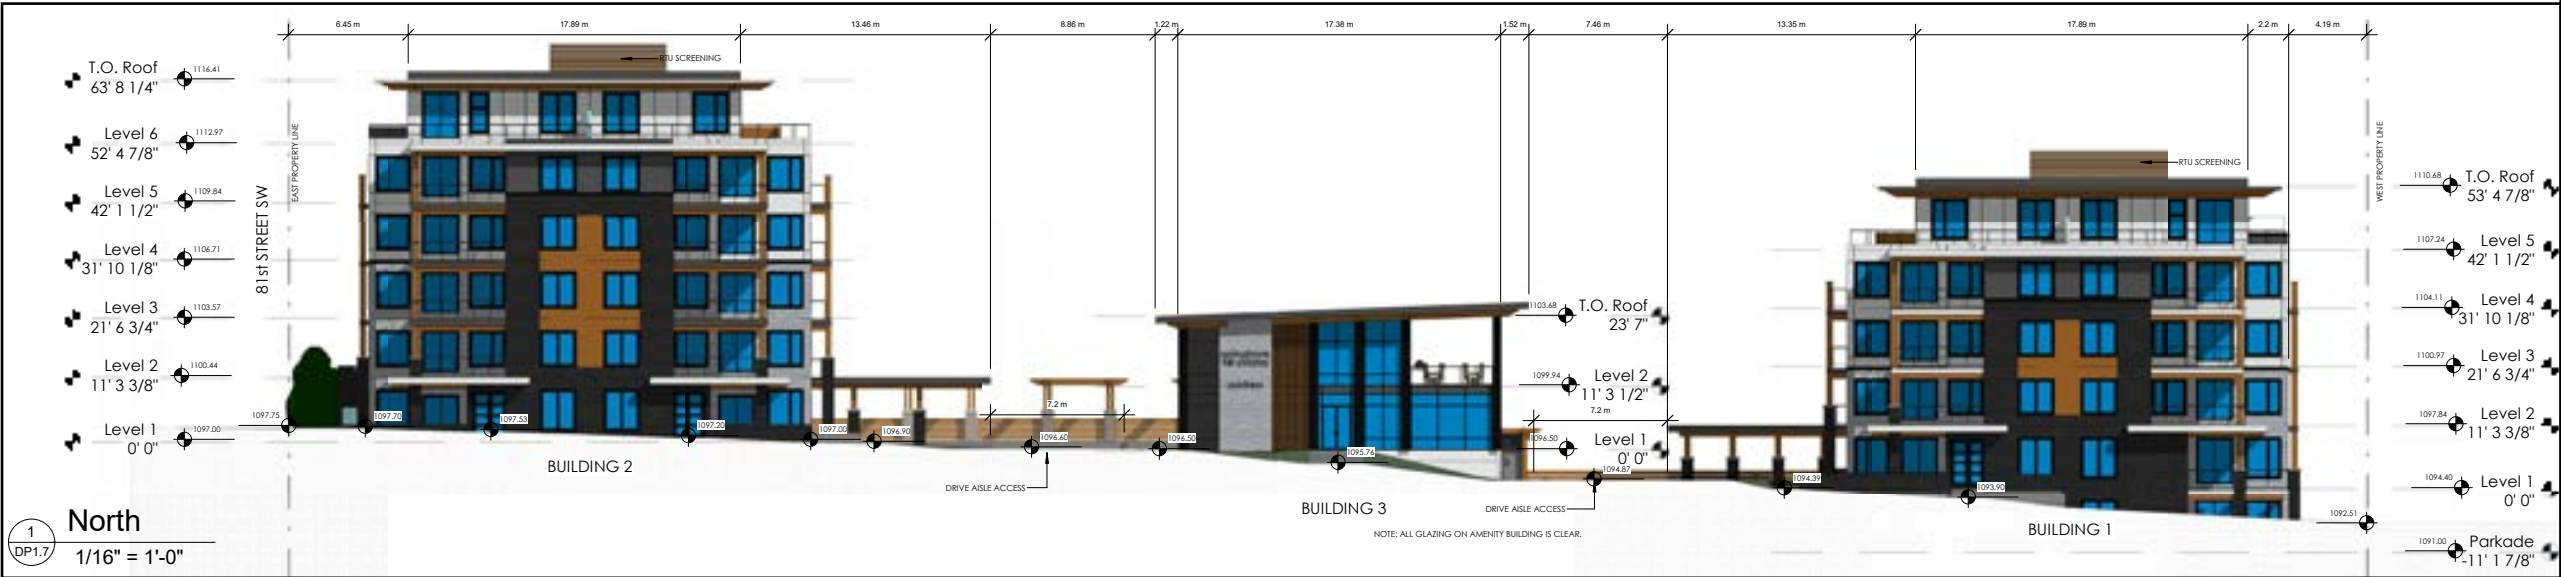 6.45 m
17.89 m
13.46 m
8.86 m
1.22 m
17.38 m
1.52 m
7.46 m
13.35 m
17.89 m
2.2 m
4.19 m
T.O. Roof
63' 8 1/4"
1116.41
Level 6
52' 4 7/8"
1112.97
Level 5
42' 1 1/2"
1109.84
Level 4
31' 10 1/8"
1106.71
Level 3
21' 6 3/4"
1103.57
Level 2
11' 3 3/8"
1100.44
Level 1
0' 0"
1097.00
81st STREET SW
EAST PROPERTY LINE
RTU SCREENING
1097.75
1097.70
1097.53
1097.20
1097.00
1096.90
7.2 m
1096.60
1096.50
BUILDING 2
DRIVE AISLE ACCESS
1103.68
T.O. Roof
23' 7"
1099.94
Level 2
11' 3 1/2"
7.2 m
1096.50
Level 1
0' 0"
1095.76
1094.87
BUILDING 3
DRIVE AISLE ACCESS
NOTE: ALL GLAZING ON AMENITY BUILDING IS CLEAR.
RTU SCREENING
1094.39
1093.90
BUILDING 1
WEST PROPERTY LINE
1110.68
T.O. Roof
53' 4 7/8"
1107.24
Level 5
42' 1 1/2"
1104.11
Level 4
31' 10 1/8"
1100.97
Level 3
21' 6 3/4"
1097.84
Level 2
11' 3 3/8"
1094.40
Level 1
0' 0"
1092.51
1091.00
Parkade
-11' 1 7/8"
1
DP1.7
North
1/16" = 1'-0"